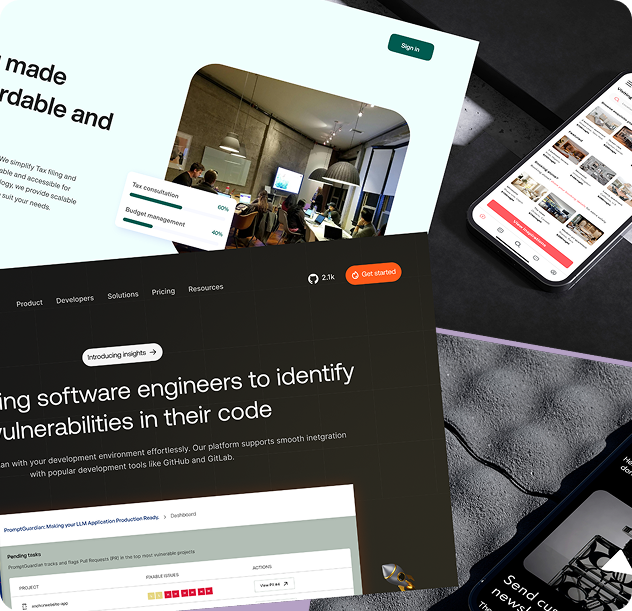 Sign in
made
rdable and
We simplify Tax filing and
able and accessible for
logy, we provide scalable
suit your needs.
Tax consultation
60%
Budget management
40%
View inspirations
Product
Developers
Solutions
Pricing
Resources
2.1k
Get started
Introducing insights →
ing software engineers to identify
vulnerabilities in their code
an with your development environment effortlessly. Our platform supports smooth inetgration
with popular development tools like GitHub and GitLab.
PromptGuardian: Making your LLM Application Production Ready. > Dashboard
Pending tasks
PromptGuardian tracks and flags Pull Requests (PR) in the top most vulnerable projects
PROJECT
FIXABLE ISSUES
ACTIONS
He
Send cu
newsl
The